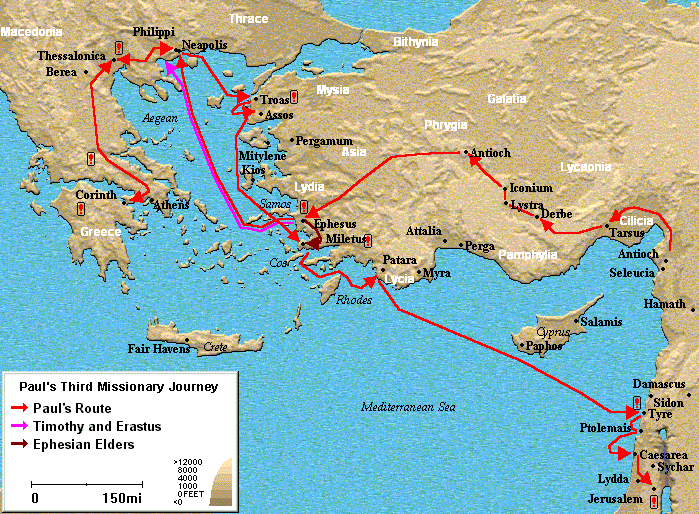 Macedonia
Thrace
Philippi
Neapolis
Bithynia
Thessalonica
Berea
Mysia
Troas
Assos
Galatia
Aegean
Phrygia
Pergamum
Asia
Mitylene
Kios
Antioch
Lycaonia
Lydia
Iconium
Lystra
Derbe
Corinth
Athens
Samos
Ephesus
Cilicia
Tarsus
Greece
Miletus
Attalia
Perga
Pamphylia
Antioch
Seleucia
Cos
Patara
Lycia
Myra
Rhodes
Hamath
Salamis
Cyprus
Paphos
Fair Havens
Crete
Paul's Third Missionary Journey
Paul's Route
Timothy and Erastus
Ephesian Elders
>12000
8000
4000
1000
0 FEET
<0
0 150mi
Mediterranean Sea
Damascus
Sidon
Tyre
Ptolemais
Caesarea
Sychar
Lydda
Jerusalem